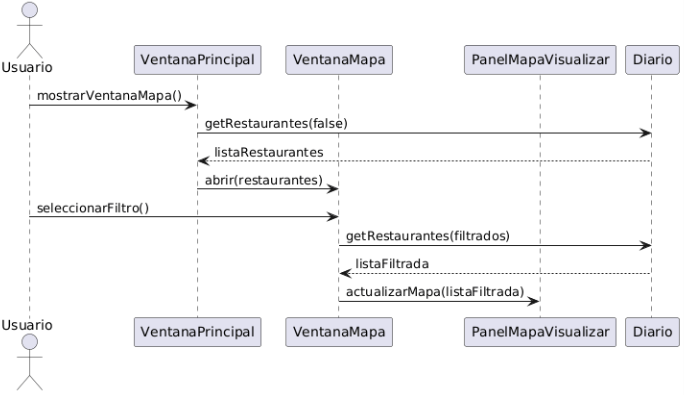 Usuario
VentanaPrincipal
VentanaMapa
PanelMapaVisualizar
Diario
mostrarVentanaMapa()
getRestaurantes(false)
listaRestaurantes
abrir(restaurantes)
seleccionarFiltro()
getRestaurantes(filtrados)
listaFiltrada
actualizarMapa(listaFiltrada)
Usuario
VentanaPrincipal
VentanaMapa
PanelMapaVisualizar
Diario